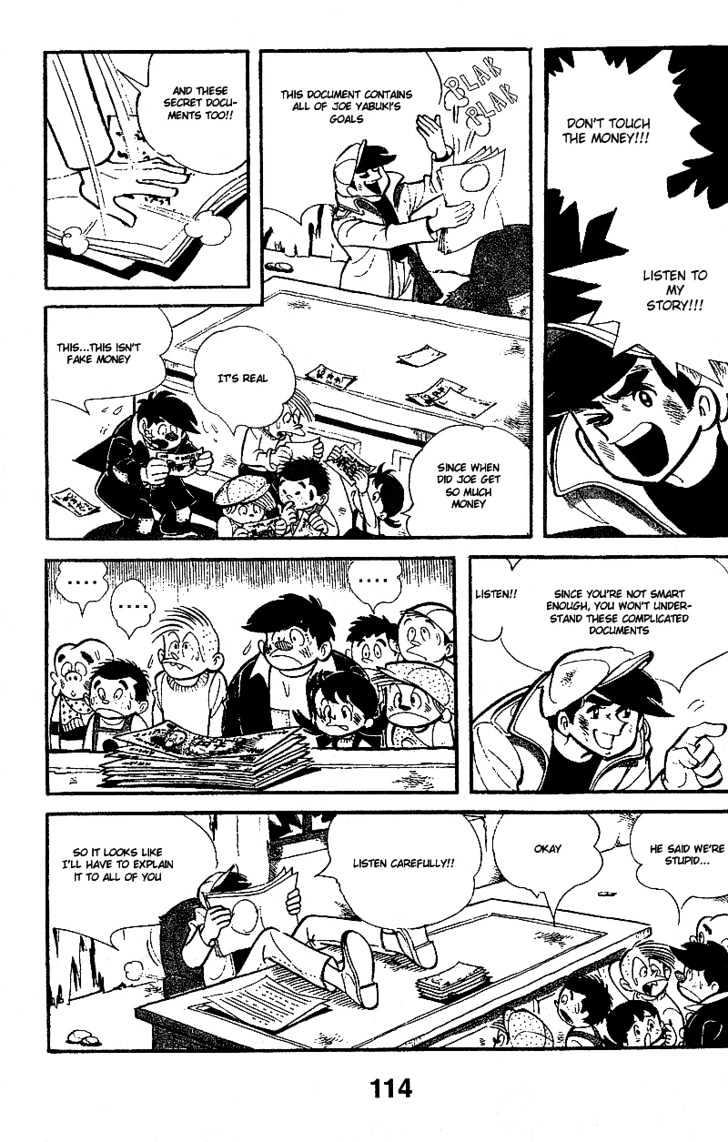 AND THESE
SECRET DOCU-
MENTS TOO!!
THIS DOCUMENT CONTAINS
ALL OF JOE YABUKI'S
GOALS
BLAK
BLAK
DON'T TOUCH
THE MONEY!!!
LISTEN TO
MY
STORY!!!
THIS...THIS ISN'T
FAKE MONEY
IT'S REAL
SINCE WHEN
DID JOE GET
SO MUCH
MONEY
....
....
....
LISTEN!!
SINCE YOU'RE NOT SMART
ENOUGH, YOU WON'T UNDER-
STAND THESE COMPLICATED
DOCUMENTS
SO IT LOOKS LIKE
I'LL HAVE TO EXPLAIN
IT TO ALL OF YOU
LISTEN CAREFULLY!!
OKAY
HE SAID WE'RE
STUPID...
114